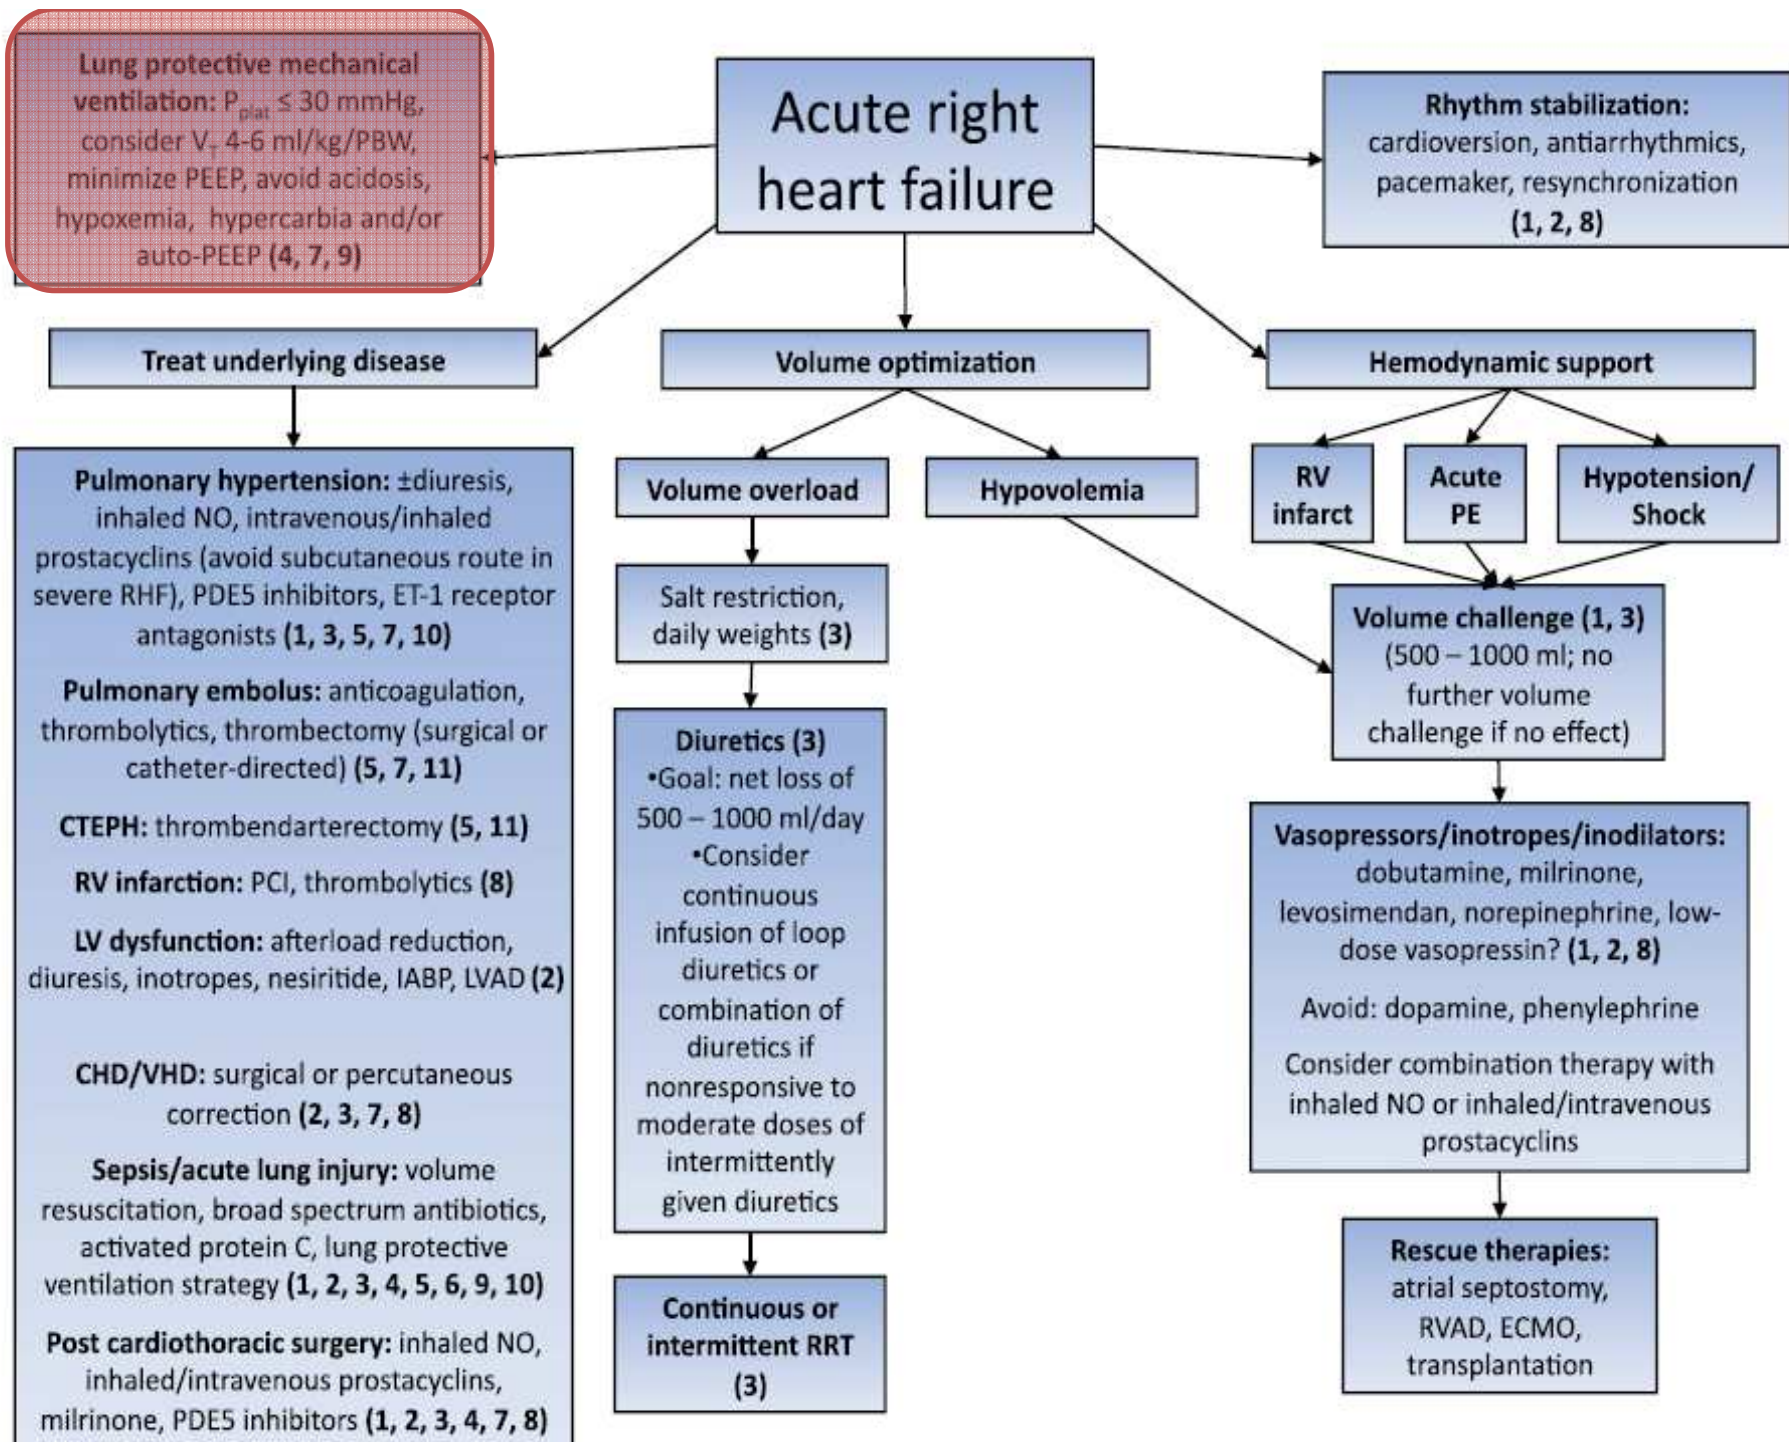 Lung protective mechanical
ventilation: Pplat ≤ 30 mmHg,
consider VT 4-6 ml/kg/PBW,
minimize PEEP, avoid acidosis,
hypoxemia, hypercarbia and/or
auto-PEEP (4, 7, 9)
Acute right
heart failure
Rhythm stabilization:
cardioversion, antiarrhythmics,
pacemaker, resynchronization
(1, 2, 8)
Treat underlying disease
Volume optimization
Hemodynamic support
Pulmonary hypertension: ±diuresis,
inhaled NO, intravenous/inhaled
prostacyclins (avoid subcutaneous route in
severe RHF), PDE5 inhibitors, ET-1 receptor
antagonists (1, 3, 5, 7, 10)
Pulmonary embolus: anticoagulation,
thrombolytics, thrombectomy (surgical or
catheter-directed) (5, 7, 11)
CTEPH: thrombendarterectomy (5, 11)
RV infarction: PCI, thrombolytics (8)
LV dysfunction: afterload reduction,
diuresis, inotropes, nesiritide, IABP, LVAD (2)
CHD/VHD: surgical or percutaneous
correction (2, 3, 7, 8)
Sepsis/acute lung injury: volume
resuscitation, broad spectrum antibiotics,
activated protein C, lung protective
ventilation strategy (1, 2, 3, 4, 5, 6, 9, 10)
Post cardiothoracic surgery: inhaled NO,
inhaled/intravenous prostacyclins,
milrinone, PDE5 inhibitors (1, 2, 3, 4, 7, 8)
Volume overload
Hypovolemia
Salt restriction,
daily weights (3)
Diuretics (3)
•Goal: net loss of
500 – 1000 ml/day
•Consider
continuous
infusion of loop
diuretics or
combination of
diuretics if
nonresponsive to
moderate doses of
intermittently
given diuretics
Continuous or
intermittent RRT
(3)
RV
infarct
Acute
PE
Hypotension/
Shock
Volume challenge (1, 3)
(500 – 1000 ml; no
further volume
challenge if no effect)
Vasopressors/inotropes/inodilators:
dobutamine, milrinone,
levosimendan, norepinephrine, low-
dose vasopressin? (1, 2, 8)
Avoid: dopamine, phenylephrine
Consider combination therapy with
inhaled NO or inhaled/intravenous
prostacyclins
Rescue therapies:
atrial septostomy,
RVAD, ECMO,
transplantation